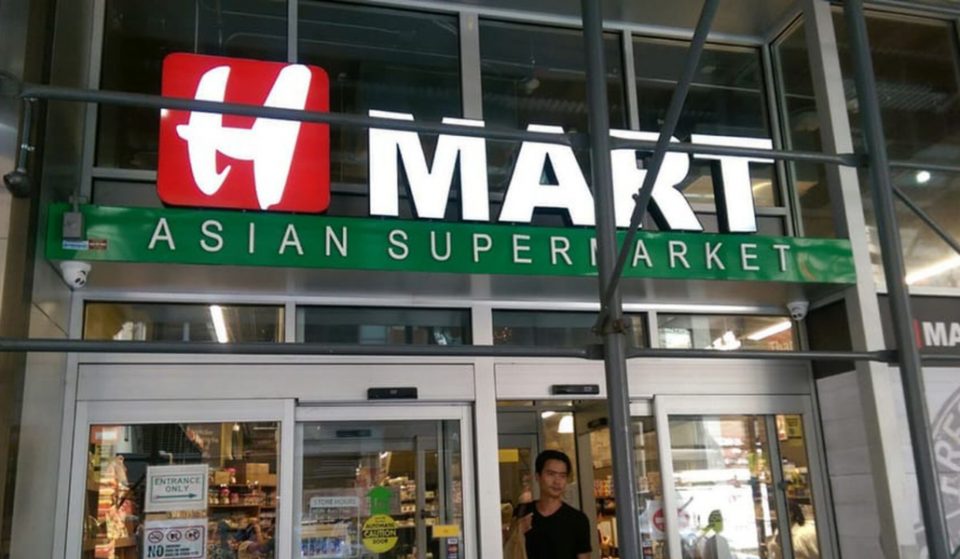 H MART
ASIAN SUPERMARKET
MA
ENTRANCE
ONLY
STORE HOURS
AUTOMATIC
CAUTION
DOOR
NO